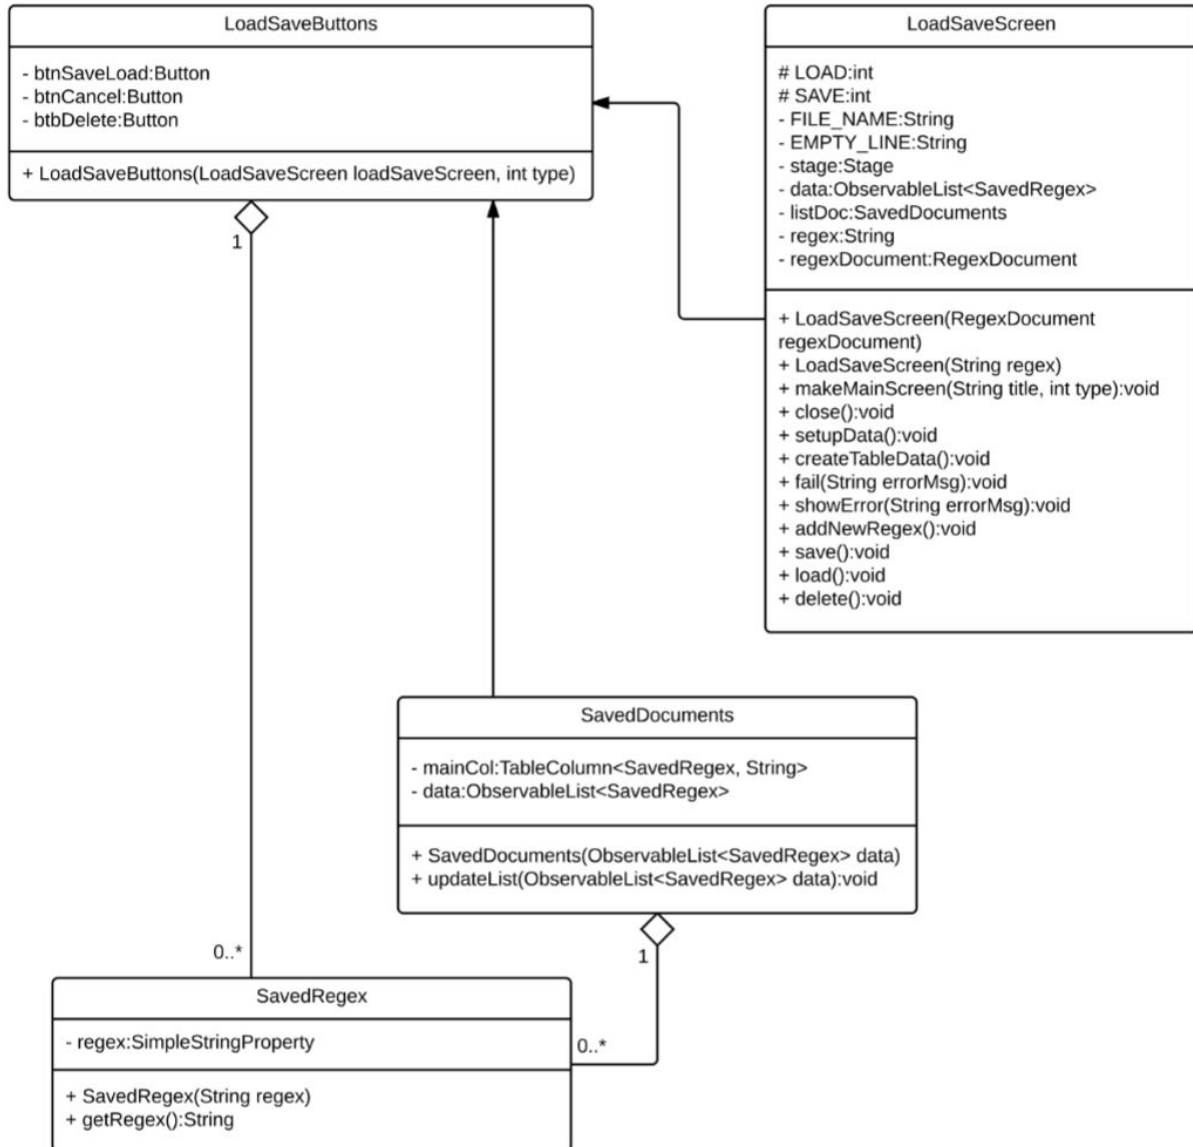 LoadSaveButtons
- btnSaveLoad:Button
- btnCancel:Button
- btbDelete:Button
+ LoadSaveButtons(LoadSaveScreen loadSaveScreen, int type)
1
LoadSaveScreen
# LOAD:int
# SAVE:int
- FILE_NAME:String
- EMPTY_LINE:String
- stage:Stage
- data:ObservableList<SavedRegex>
- listDoc:SavedDocuments
- regex:String
- regexDocument:RegexDocument
+ LoadSaveScreen(RegexDocument
regexDocument)
+ LoadSaveScreen(String regex)
+ makeMainScreen(String title, int type):void
+ close():void
+ setupData():void
+ createTableData():void
+ fail(String errorMsg):void
+ showError(String errorMsg):void
+ addNewRegex():void
+ save():void
+ load():void
+ delete():void
SavedDocuments
- mainCol:TableColumn<SavedRegex, String>
- data:ObservableList<SavedRegex>
+ SavedDocuments(ObservableList<SavedRegex> data)
+ updateList(ObservableList<SavedRegex> data):void
1
0..*
0..*
SavedRegex
- regex:SimpleStringProperty
+ SavedRegex(String regex)
+ getRegex():String